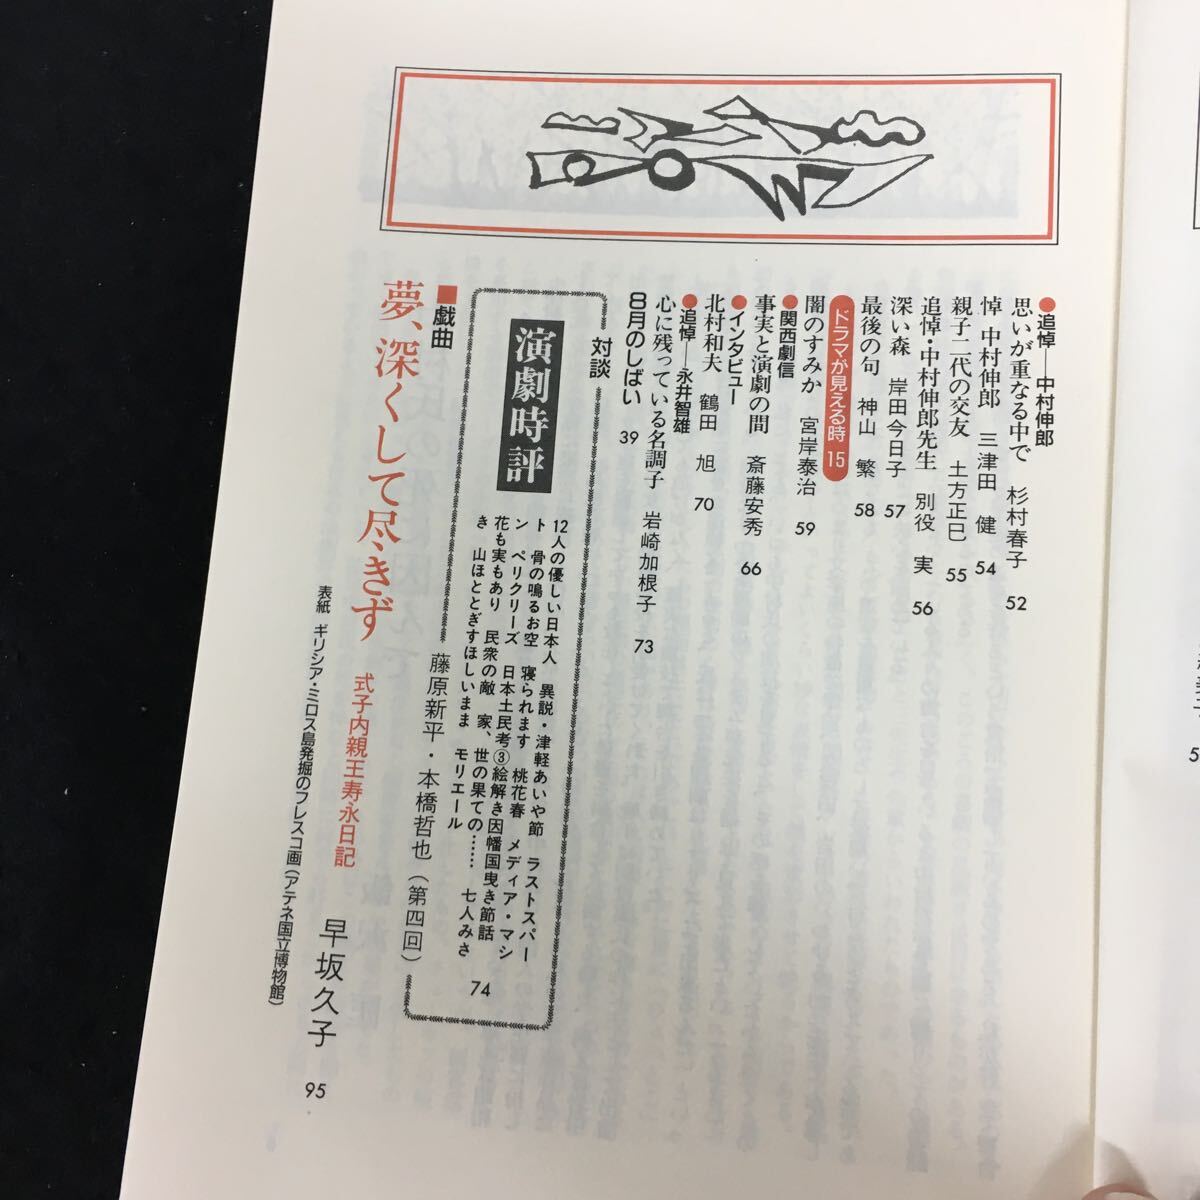 ●追悼―中村伸郎
思いが重なる中で 杉村春子 52
悼 中村伸郎 三津田 健 54
親子二代の交友 土方正巳 55
追悼・中村伸郎先生 別役 実 56
深い森 岸田今日子 57
最後の句 神山 繁 58
ドラマが見える時 15
闇のすみか 宮岸泰治 59
●関西劇信
事実と演劇の間 斎藤安秀 66
●インタビュー
北村和夫 鶴田 旭 70
●追悼―永井智雄
心に残っている名調子 岩崎加根子 73
8月のしばい 39
対談
演劇時評
12人の優しい日本人 異説・津軽あいや節 ラストスパー
ト 骨の鳴るお空 寝られます 桃花春 メディア・マシ
ン ペリクリーズ 日本土民考③絵解き因幡国曳き節話
花も実もあり 民衆の敵 家、世の果ての…… 七人みさ
き 山ほととぎすほしいまま モリエール 74
藤原新平・本橋哲也(第四回)
■戯曲
夢、深くして尽きず 式子内親王寿永日記 早坂久子 95
表紙 ギリシア・ミロス島発掘のフレスコ画(アテネ国立博物館)